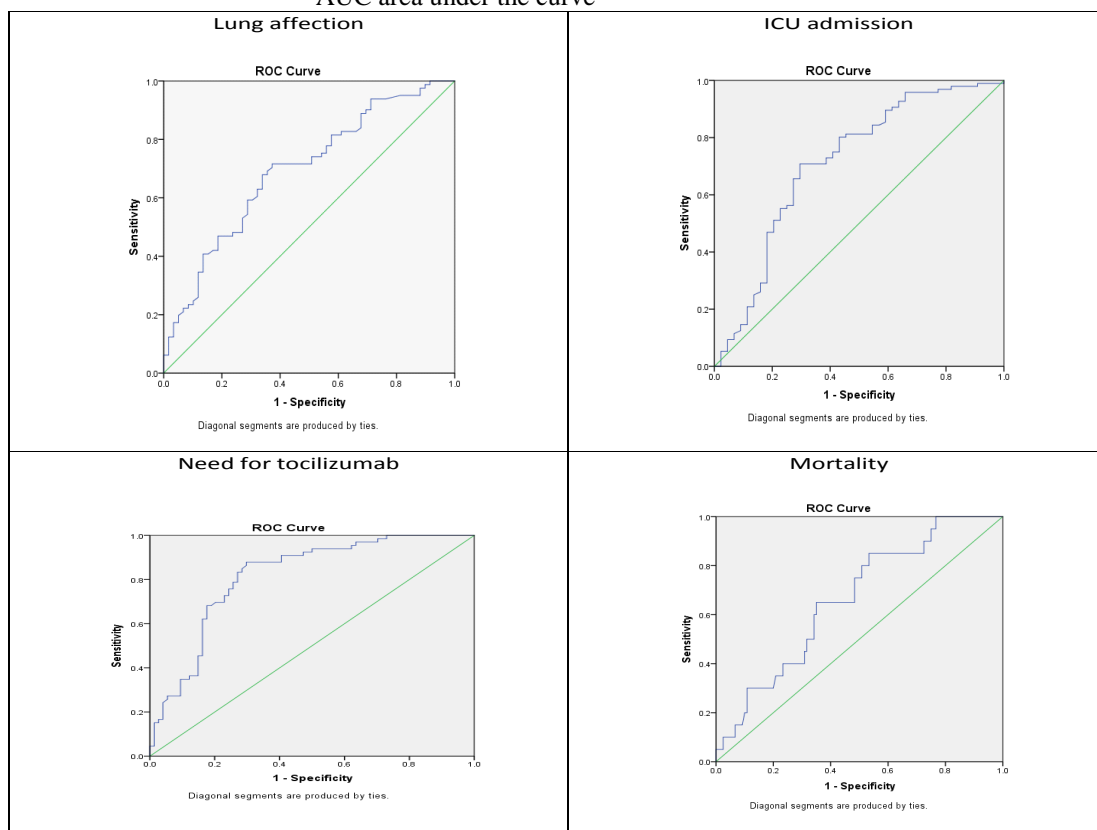 AUC area under the curve
Lung affection
ROC Curve
1.0
0.8
0.6
0.4
0.2
0.0
Sensitivity
0.0 0.2 0.4 0.6 0.8 1.0
1 - Specificity
Diagonal segments are produced by ties.
ICU admission
ROC Curve
1.0
0.8
0.6
0.4
0.2
0.0
Sensitivity
0.0 0.2 0.4 0.6 0.8 1.0
1 - Specificity
Diagonal segments are produced by ties.
Need for tocilizumab
ROC Curve
1.0
0.8
0.6
0.4
0.2
0.0
Sensitivity
0.0 0.2 0.4 0.6 0.8 1.0
1 - Specificity
Diagonal segments are produced by ties.
Mortality
ROC Curve
1.0
0.8
0.6
0.4
0.2
0.0
Sensitivity
0.0 0.2 0.4 0.6 0.8 1.0
1 - Specificity
Diagonal segments are produced by ties.